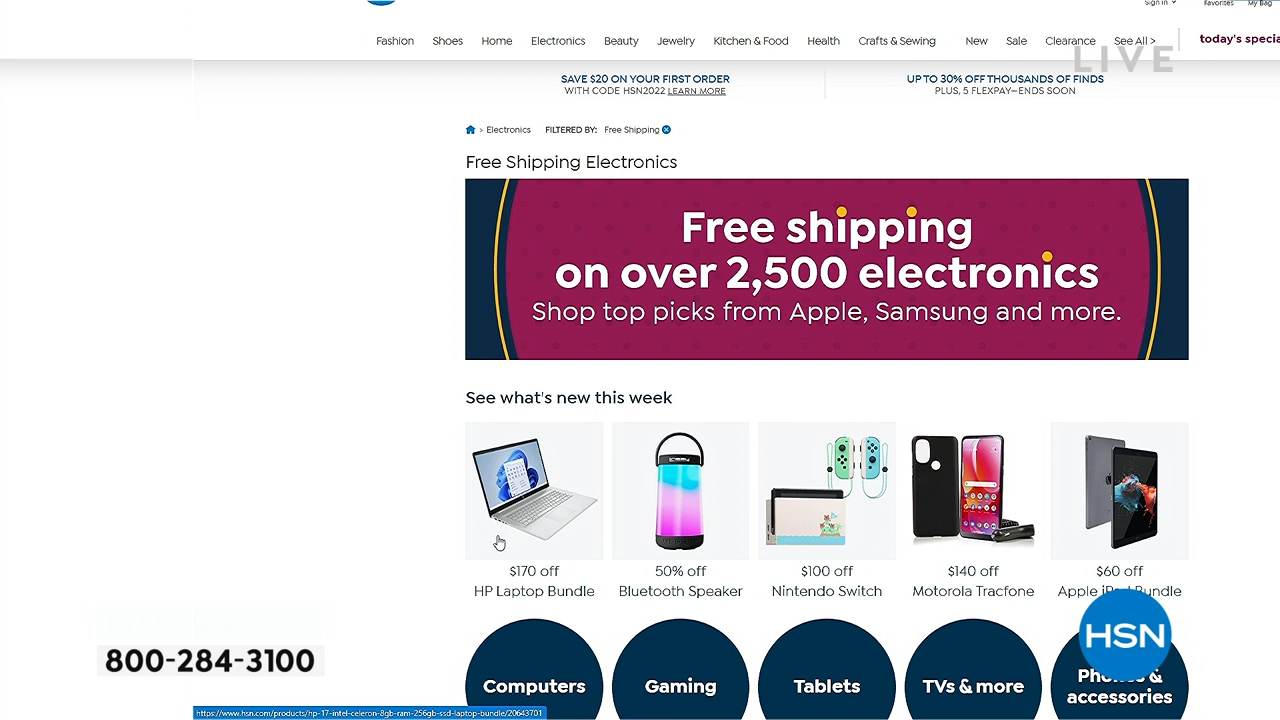 Sign In
Favorites
My Bag
Fashion
Shoes
Home
Electronics
Beauty
Jewelry
Kitchen & Food
Health
Crafts & Sewing
New
Sale
Clearance
See All >
today's specia
LIVE
SAVE $20 ON YOUR FIRST ORDER
WITH CODE HSN2022 LEARN MORE
UP TO 30% OFF THOUSANDS OF FINDS
PLUS, 5 FLEXPAY—ENDS SOON
> Electronics
FILTERED BY: Free Shipping
Free Shipping Electronics
Free shipping
on over 2,500 electronics
Shop top picks from Apple, Samsung and more.
See what's new this week
$170 off
HP Laptop Bundle
50% off
Bluetooth Speaker
$100 off
Nintendo Switch
$140 off
Motorola Tracfone
$60 off
Apple Bundle
Computers
Gaming
Tablets
TVs & more
&
accessories
HSN
800-284-3100
https://www.hsn.com/products/hp-17-intel-celeron-8gb-ram-256gb-ssd-laptop-bundle/20643701